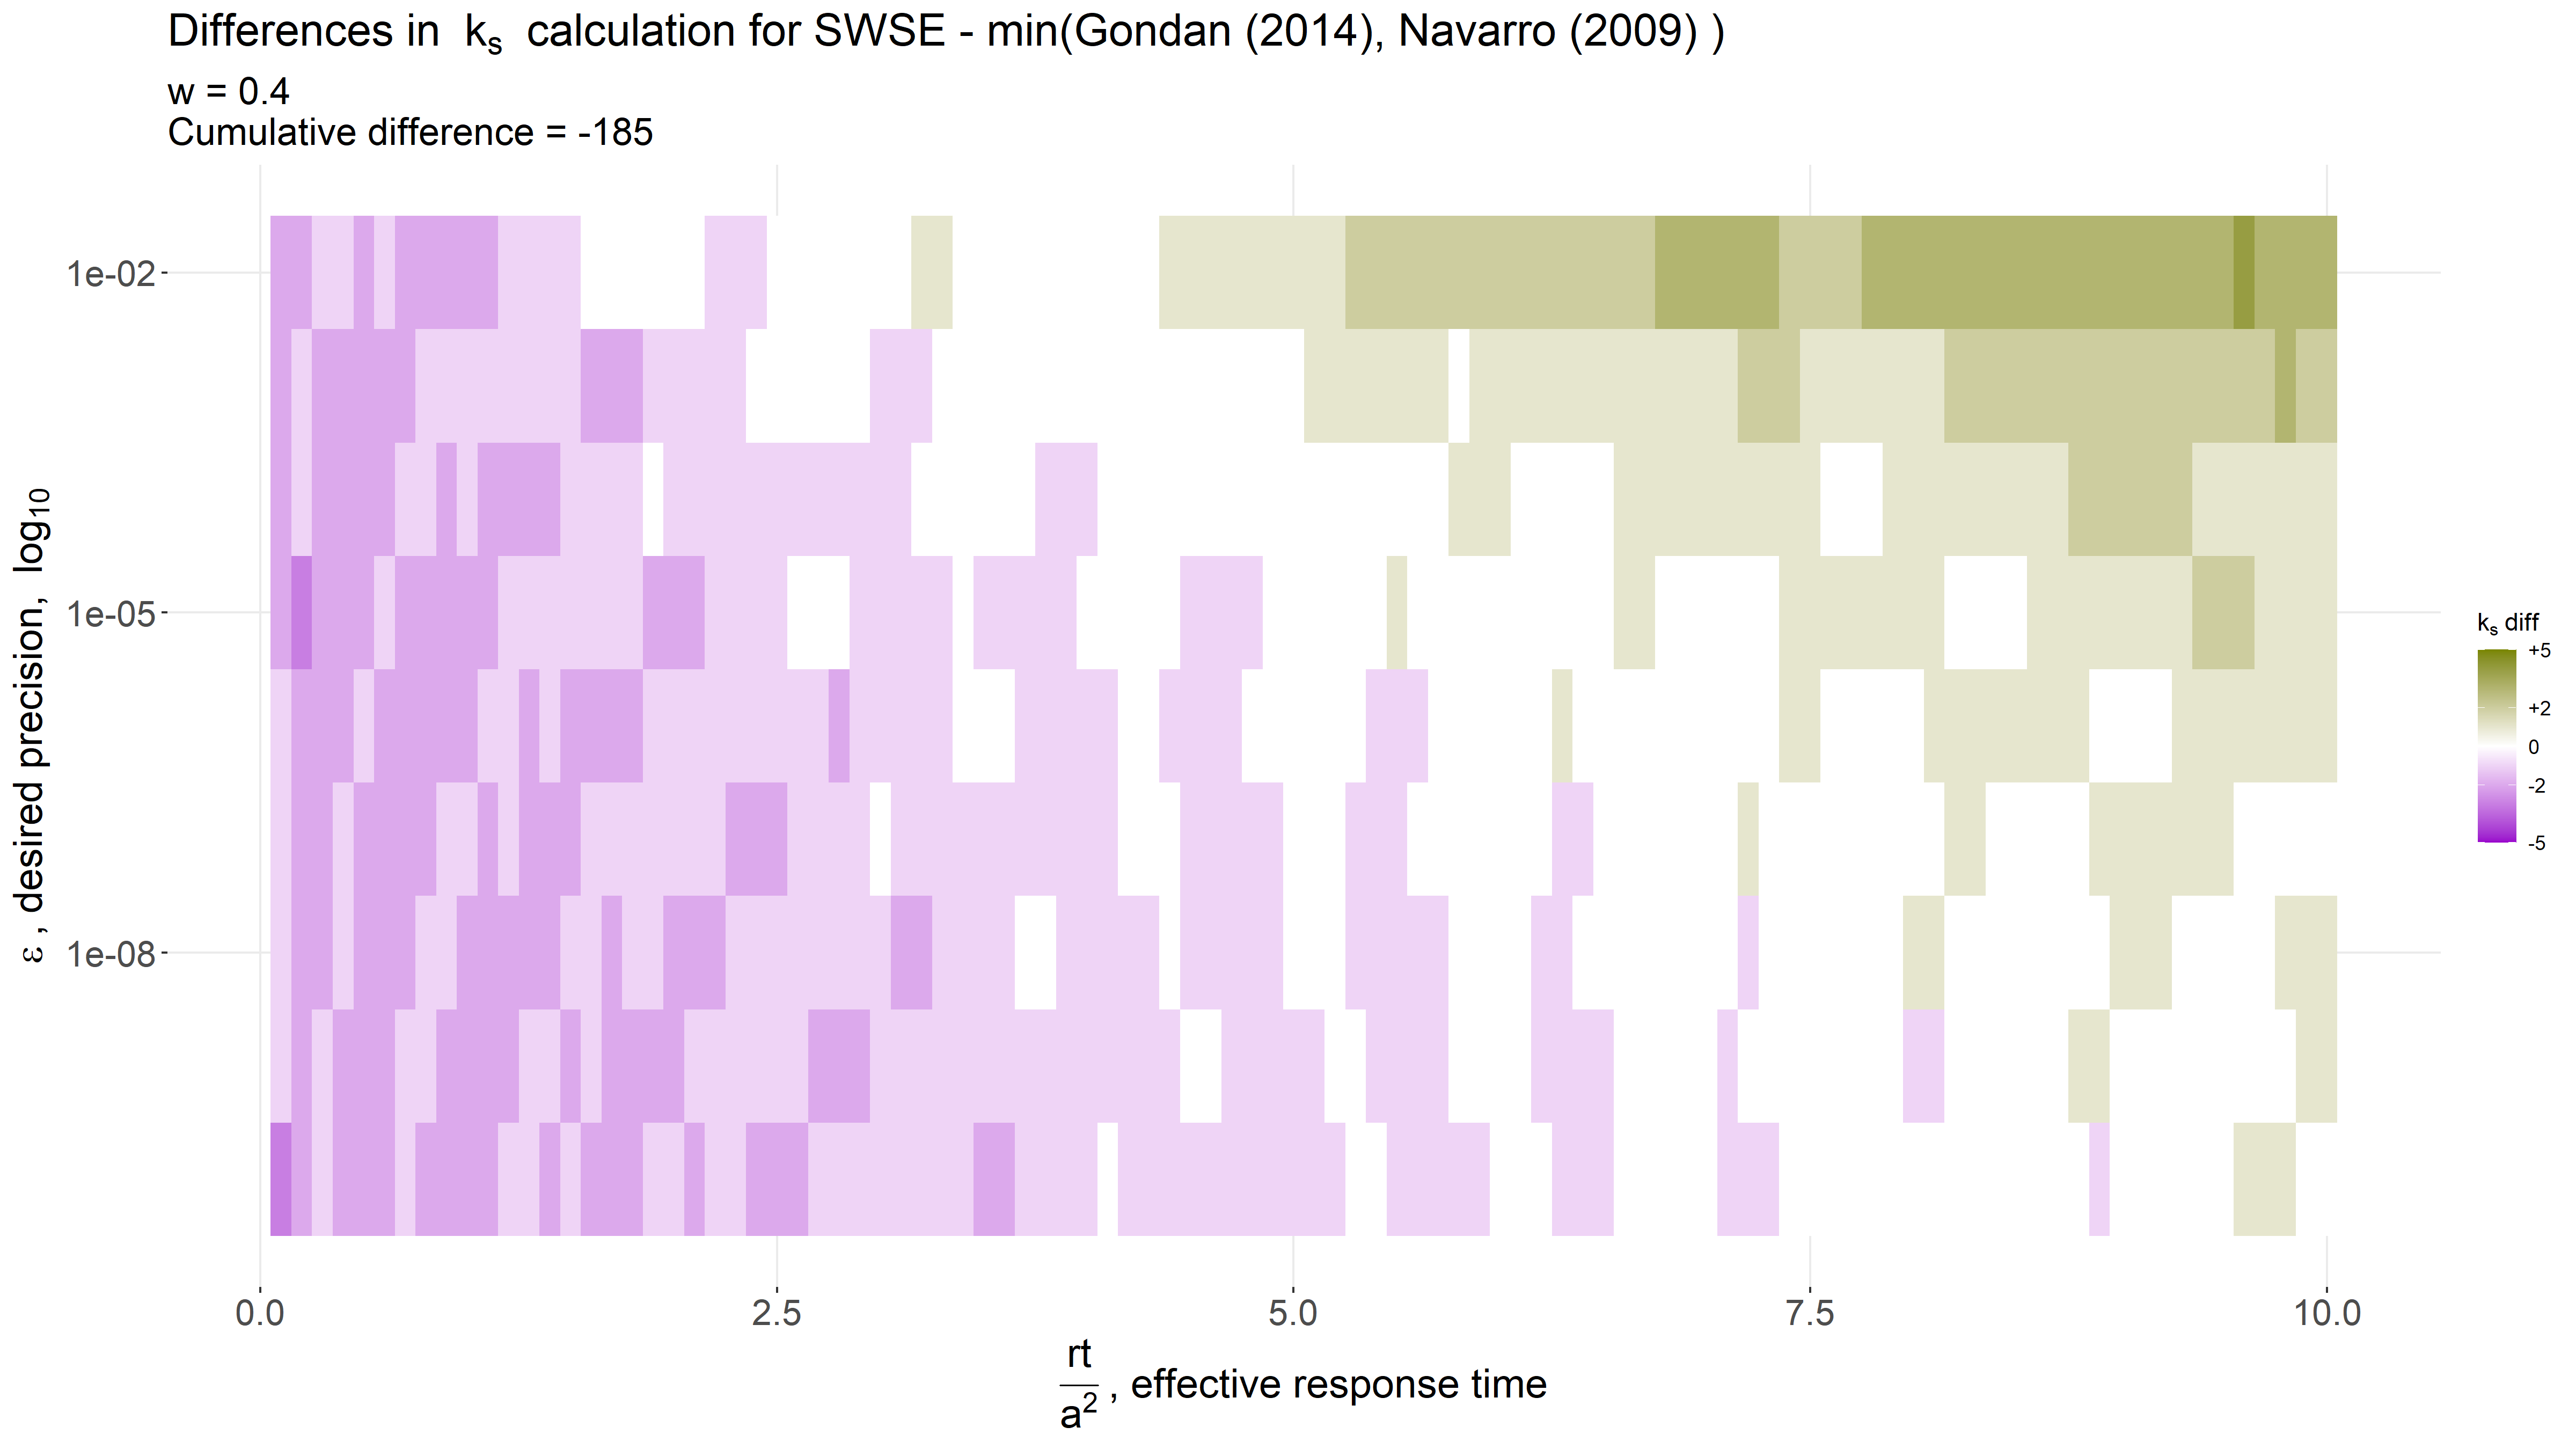 Differences in kₛ calculation for SWSE - min(Gondan (2014), Navarro (2009) )
w = 0.4
Cumulative difference = -185
ε , desired precision, log₁₀
1e-02
1e-05
1e-08
0.0 2.5 5.0 7.5 10.0
rt
a² , effective response time
kₛ diff
+5
+2
0
-2
-5